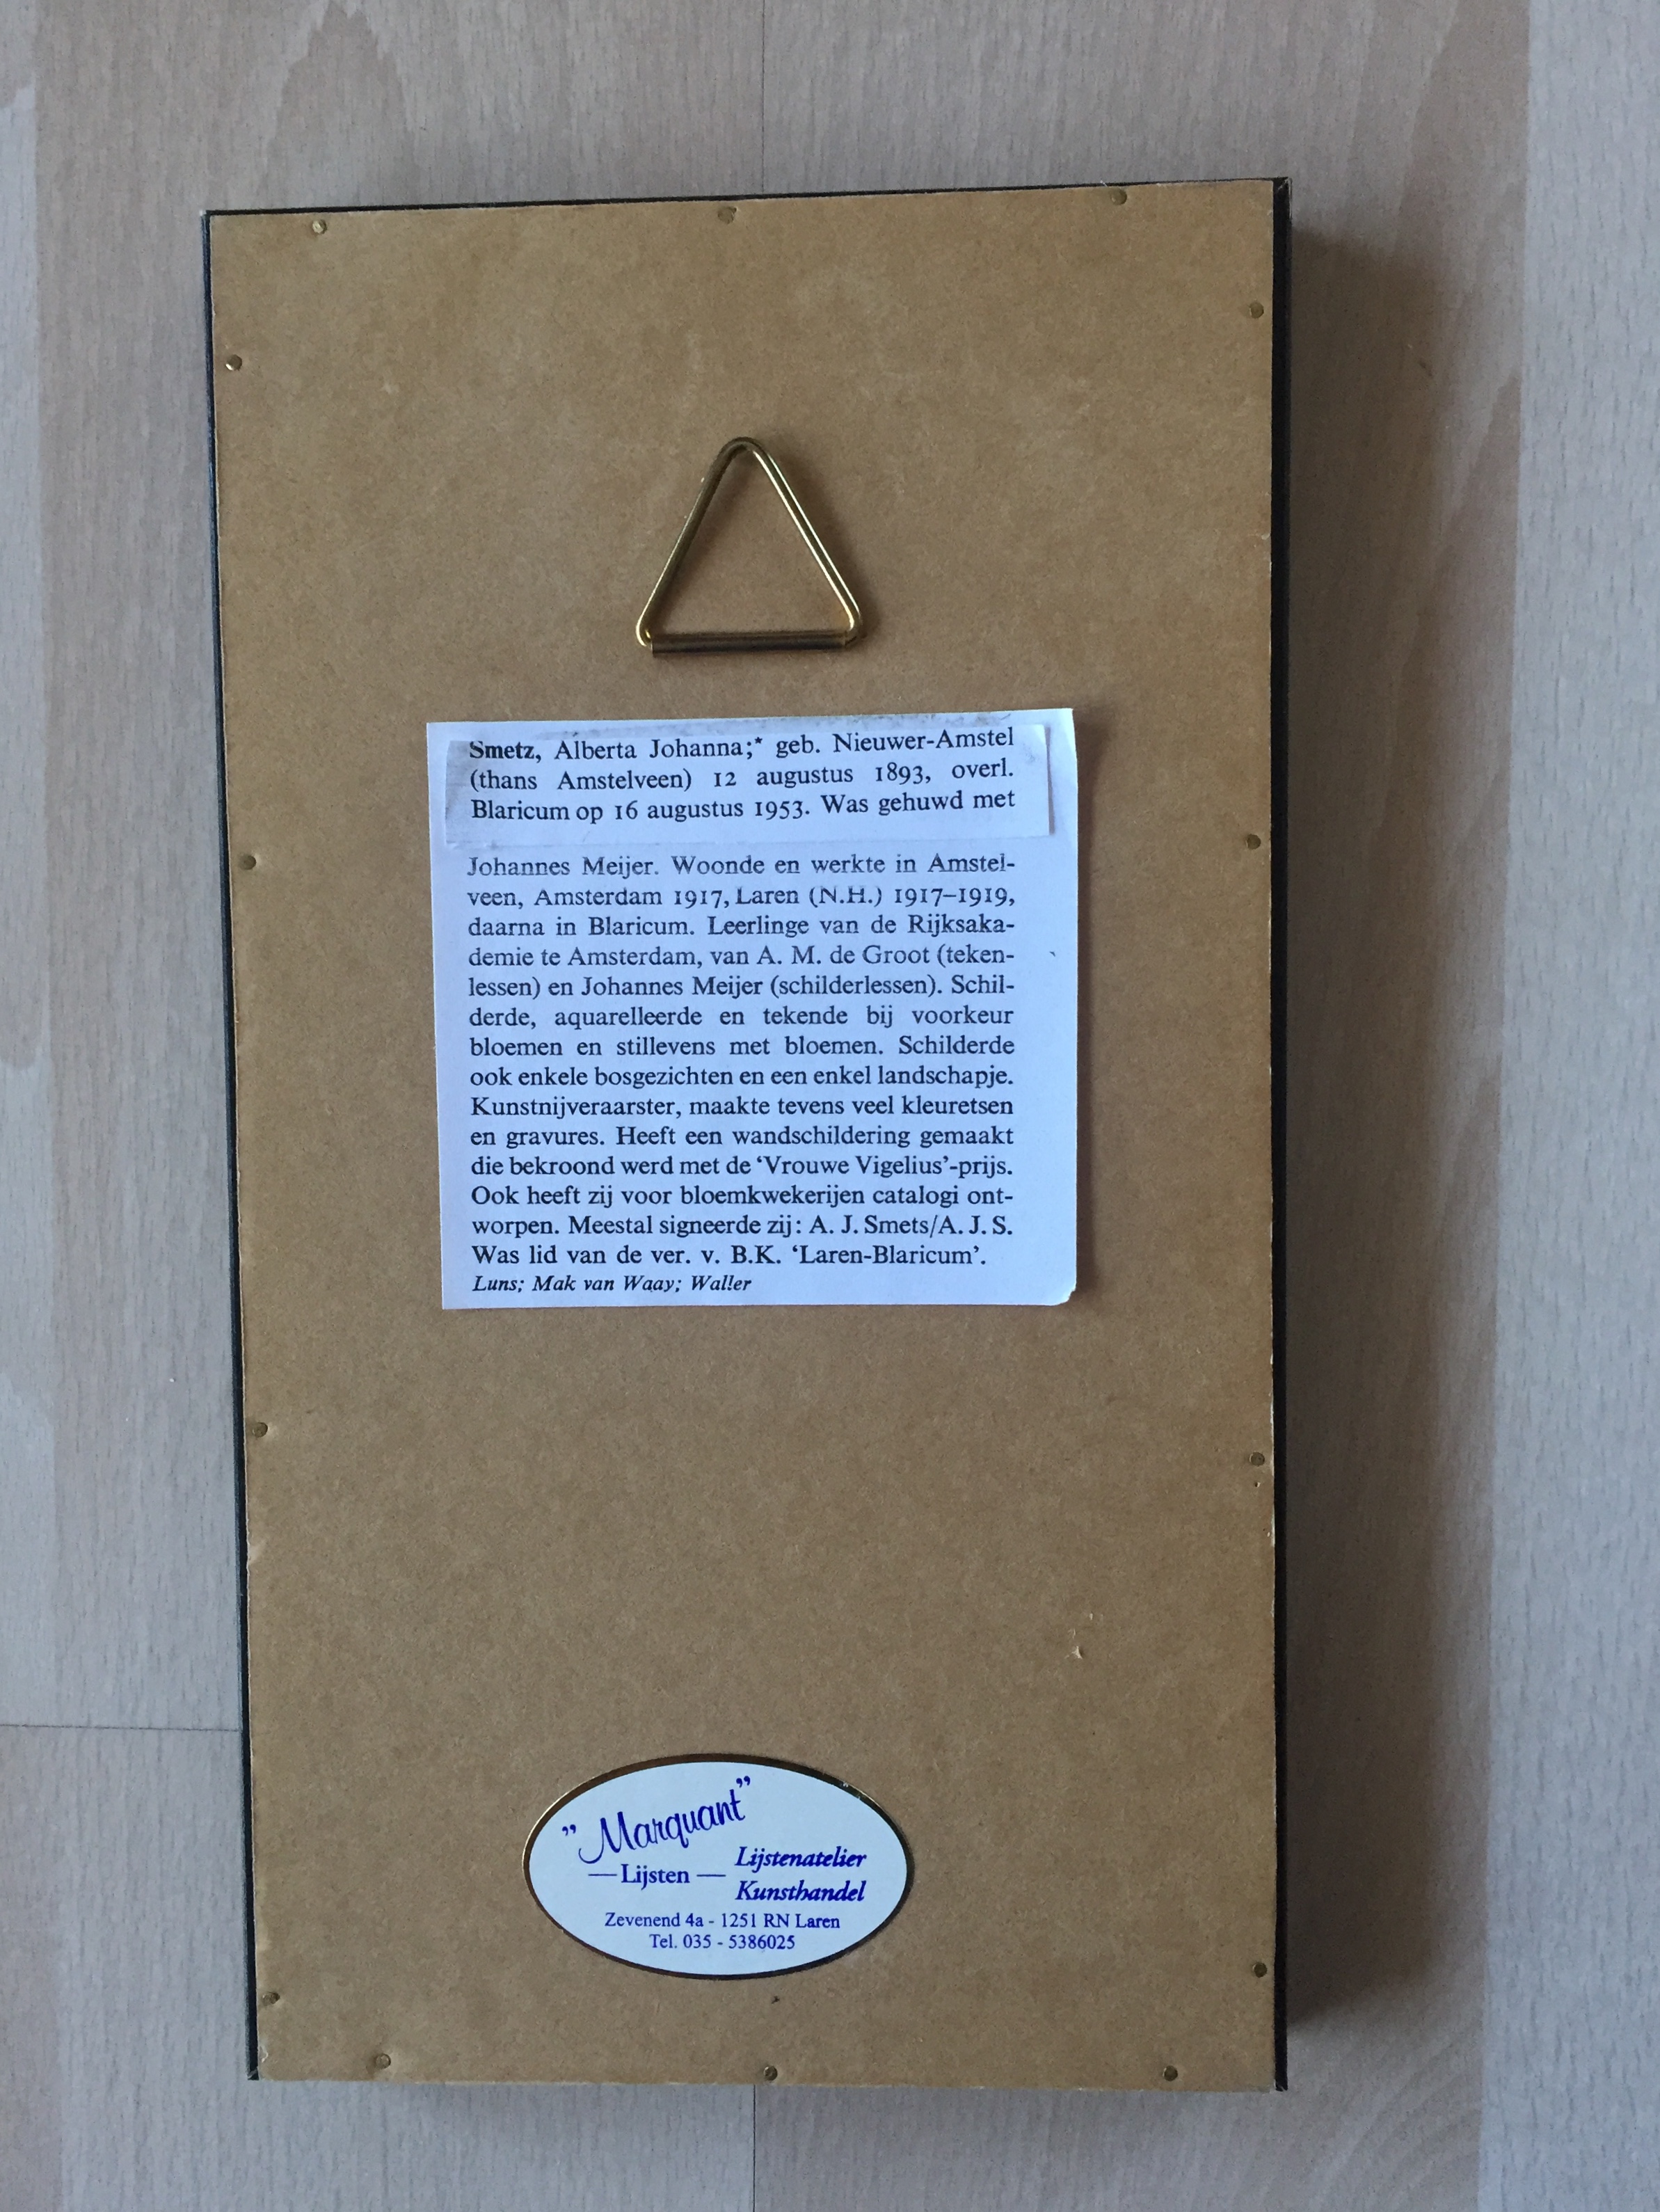 Smetz, Alberta Johanna;* geb. Nieuwer-Amstel
(thans Amstelveen) 12 augustus 1893, overl.
Blaricum op 16 augustus 1953. Was gehuwd met
Johannes Meijer. Woonde en werkte in Amstel-
veen, Amsterdam 1917, Laren (N.H.) 1917–1919,
daarna in Blaricum. Leerlinge van de Rijksaka-
demie te Amsterdam, van A. M. de Groot (teken-
lessen) en Johannes Meijer (schilderlessen). Schil-
derde, aquarelleerde en tekende bij voorkeur
bloemen en stillevens met bloemen. Schilderde
ook enkele bosgezichten en een enkel landschapje.
Kunstnijveraarster, maakte tevens veel kleuretsen
en gravures. Heeft een wandschildering gemaakt
die bekroond werd met de ‘Vrouwe Vigelius’-prijs.
Ook heeft zij voor bloemkwekerijen catalogi ont-
worpen. Meestal signeerde zij: A. J. Smets/A. J. S.
Was lid van de ver. v. B.K. ‘Laren-Blaricum’.
Luns; Mak van Waay; Waller
”Marquant”
—Lijsten—
Lijstenatelier
Kunsthandel
Zevenend 4a - 1251 RN Laren
Tel. 035 - 5386025